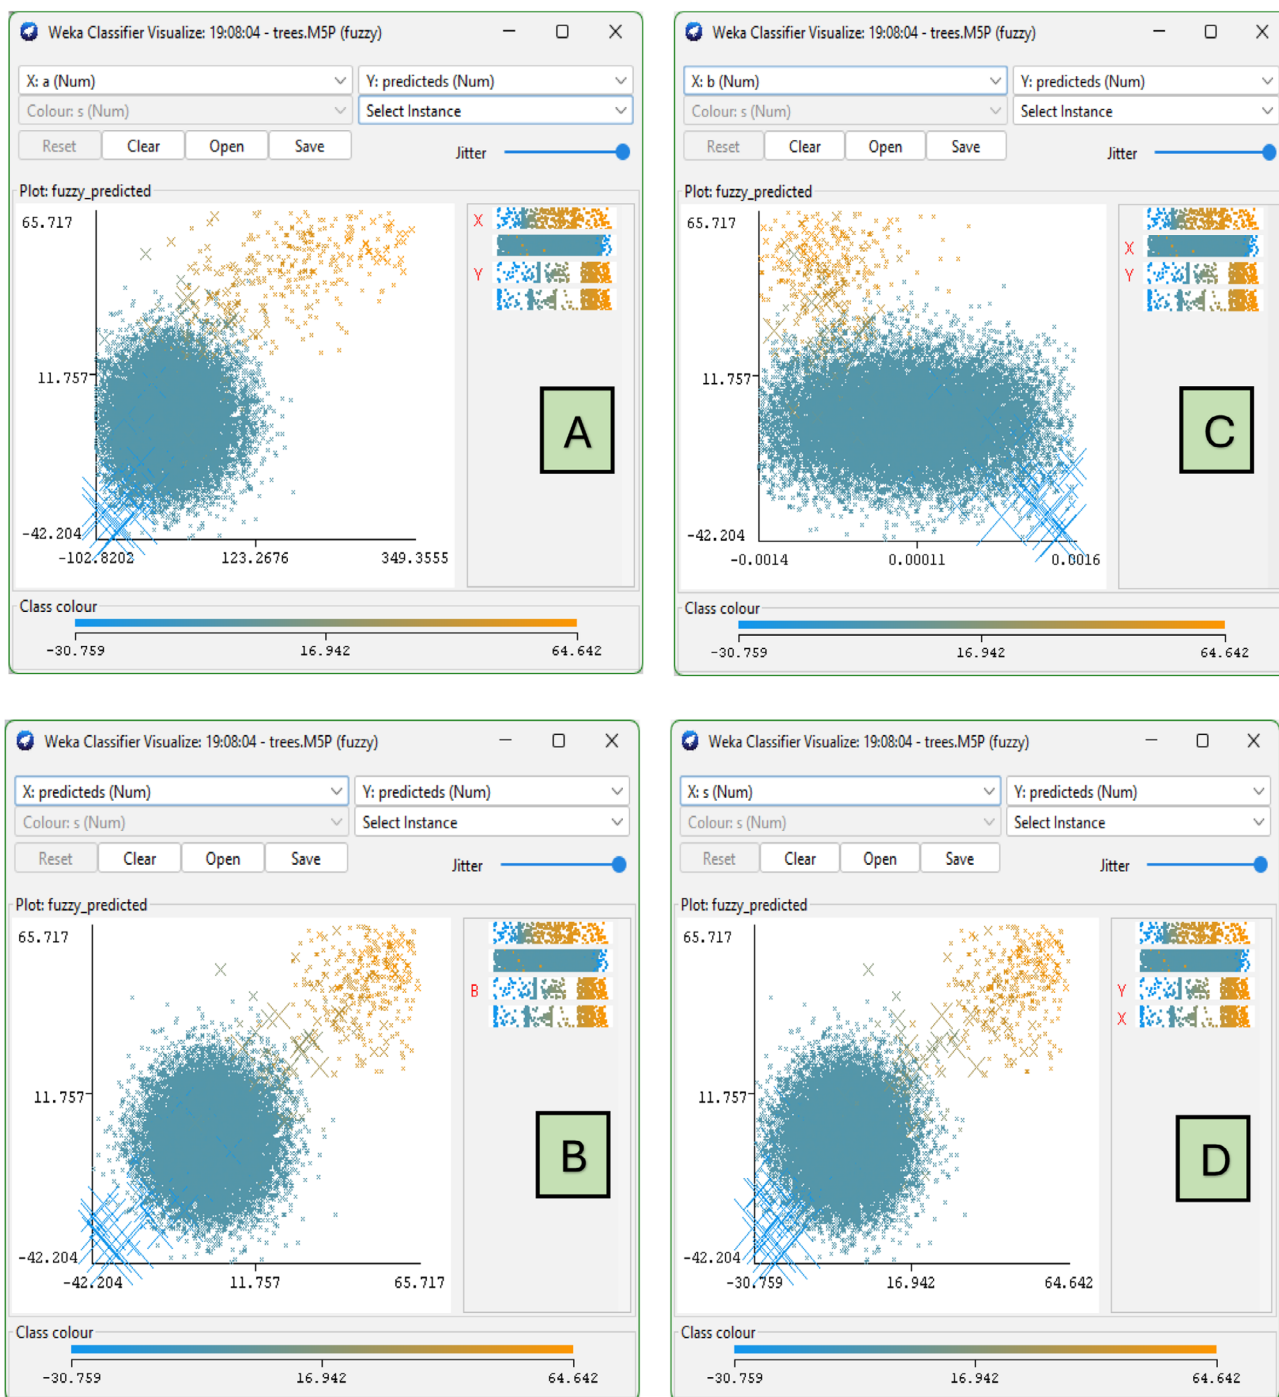 Weka Classifier Visualize: 19:08:04 - trees.M5P (fuzzy)
X: a (Num)
Y: predicteds (Num)
Colour: s (Num)
Select Instance
Reset
Clear
Open
Save
Jitter
Plot: fuzzy_predicted
65.717
X
Y
11.757
A
-42.204
-102.8202
123.2676
349.3555
Class colour
-30.759
16.942
64.642
Weka Classifier Visualize: 19:08:04 - trees.M5P (fuzzy)
X: b (Num)
Y: predicteds (Num)
Colour: s (Num)
Select Instance
Reset
Clear
Open
Save
Jitter
Plot: fuzzy_predicted
65.717
X
Y
11.757
C
-42.204
-0.0014
0.00011
0.0016
Class colour
-30.759
16.942
64.642
Weka Classifier Visualize: 19:08:04 - trees.M5P (fuzzy)
X: predicteds (Num)
Y: predicteds (Num)
Colour: s (Num)
Select Instance
Reset
Clear
Open
Save
Jitter
Plot: fuzzy_predicted
65.717
B
11.757
B
-42.204
-42.204
11.757
65.717
Class colour
-30.759
16.942
64.642
Weka Classifier Visualize: 19:08:04 - trees.M5P (fuzzy)
X: s (Num)
Y: predicteds (Num)
Colour: s (Num)
Select Instance
Reset
Clear
Open
Save
Jitter
Plot: fuzzy_predicted
65.717
Y
X
11.757
D
-42.204
-30.759
16.942
64.642
Class colour
-30.759
16.942
64.642